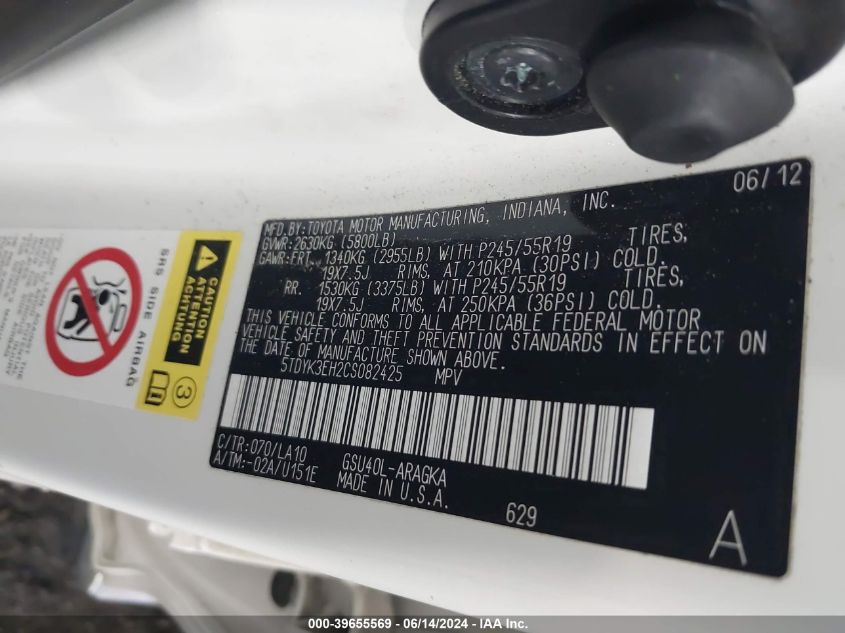 06/12
MFD.BY:TOYOTA MOTOR MANUFACTURING, INDIANA, INC.
GVWR:2630KG (5800LB)
GAWR:FRT. 1340KG (2955LB) WITH P245/55R19 TIRES,
19X7.5J RIMS, AT 210KPA (30PSI) COLD.
RR. 1530KG (3375LB) WITH P245/55R19 TIRES,
19X7.5J RIMS, AT 250KPA (36PSI) COLD.
THIS VEHICLE CONFORMS TO ALL APPLICABLE FEDERAL MOTOR
VEHICLE SAFETY AND THEFT PREVENTION STANDARDS IN EFFECT ON
THE DATE OF MANUFACTURE SHOWN ABOVE.
5TDYK3EH2CS082425 MPV
C/TR:070/LA10 GSU40L-ARAGKA
A/TM:-02A/U151E MADE IN U.S.A.
629
A
SRS SIDE AIRBAG
CAUTION
ATTENTION
ACHTUNG
3
000-39655569 - 06/14/2024 - IAA Inc.